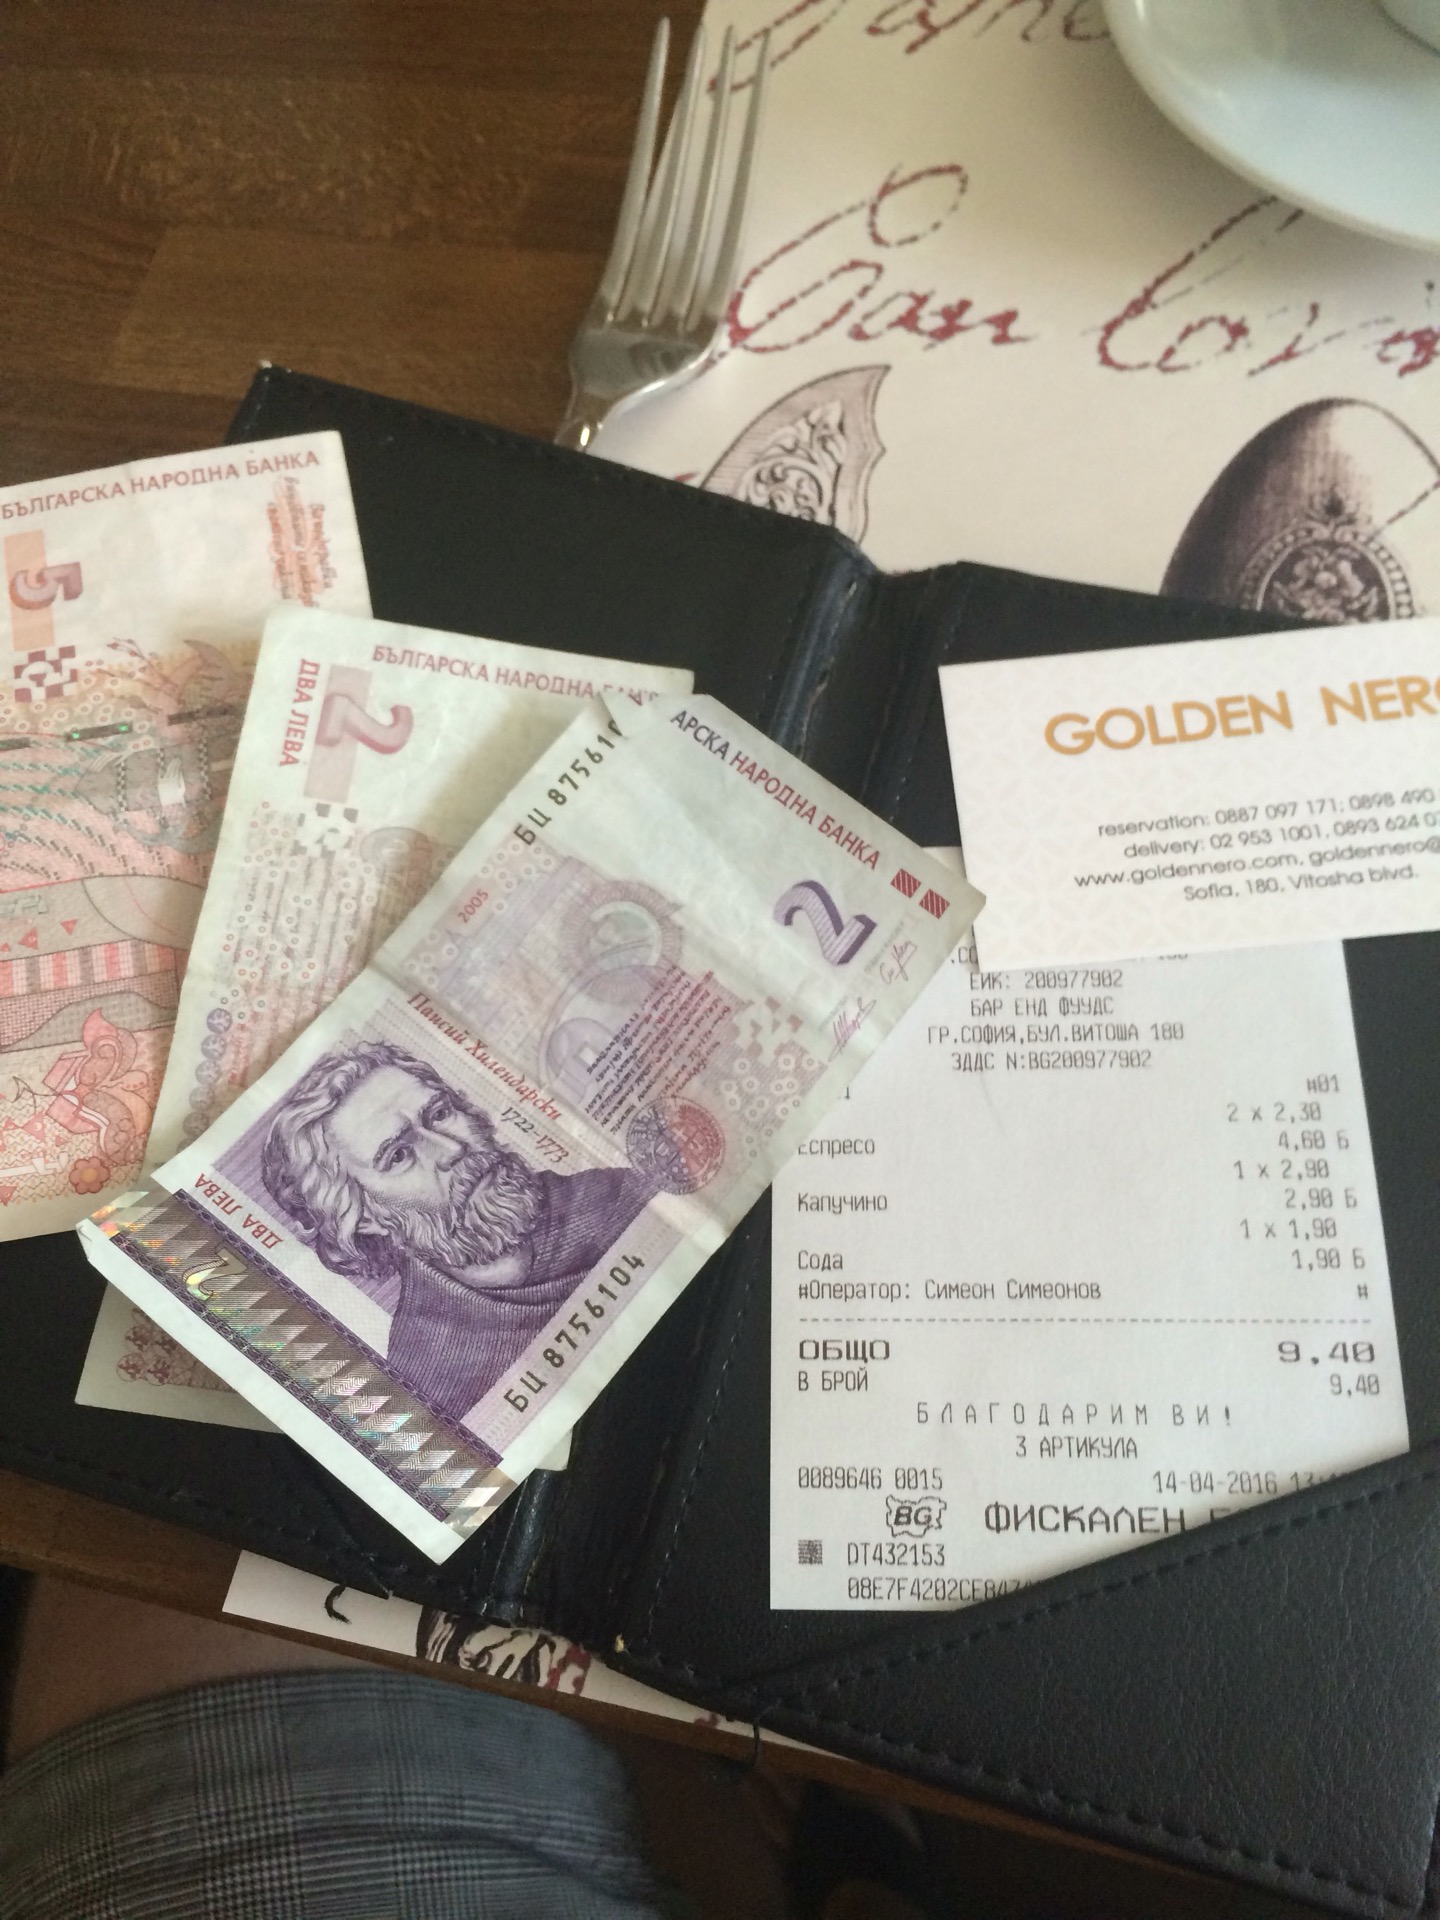 Can
БЪЛГАРСКА НАРОДНА БАНКА
5
БЪЛГАРСКА НАРОДНА
ДВА ЛЕВА
2
АРСКА НАРОДНА БАНКА
2
БЦ 875610
2005
Паисий Хилендарски
1722-1773
ДВА ЛЕВА
2
БЦ 8756104
GOLDEN NERO
reservation: 0887 097 171; 0898 490
delivery: 02 953 1001, 0893 624 0
www.goldennero.com, goldennero@
Sofia, 180, Vitosha blvd.
ЕИК: 200977902
БАР ЕНД ФУУДС
ГР.СОФИЯ,БУЛ.ВИТОША 180
ЗДДС N:BG200977902
#01
2 x 2,30
Еспресо 4,60 Б
1 x 2,90
Капучино 2,90 Б
1 x 1,90
Сода 1,90 Б
#Оператор: Симеон Симеонов #
ОБЩО 9,40
В БРОЙ 9,40
БЛАГОДАРИМ ВИ!
3 АРТИКУЛА
0089646 0015 14-04-2016
BG ФИСКАЛЕН
DT432153
08E7F4202CE847